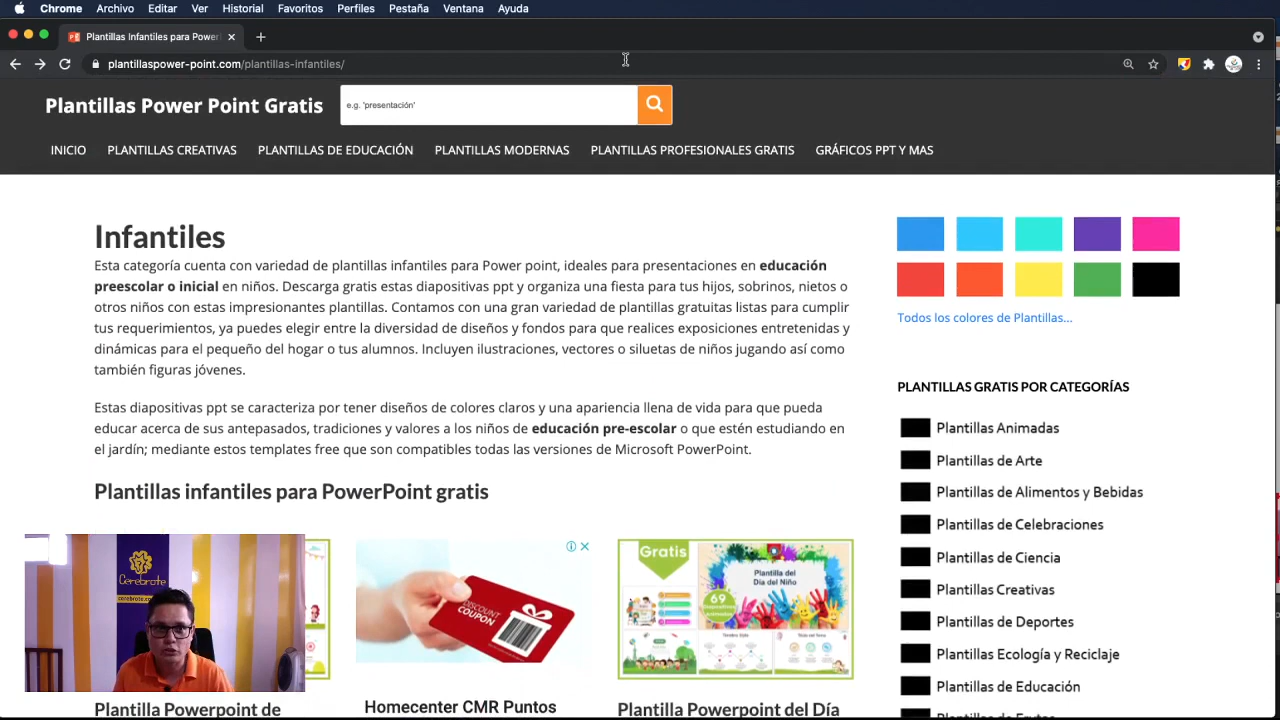 Chrome Archivo Editar Ver Historial Favoritos Perfiles Pestaña Ventana Ayuda
Plantillas Infantiles para Power
plantillaspower-point.com/plantillas-infantiles/
Plantillas Power Point Gratis
e.g. 'presentación'
INICIO PLANTILLAS CREATIVAS PLANTILLAS DE EDUCACIÓN PLANTILLAS MODERNAS PLANTILLAS PROFESIONALES GRATIS GRÁFICOS PPT Y MAS
Infantiles
Esta categoría cuenta con variedad de plantillas infantiles para Power point, ideales para presentaciones en educación
preescolar o inicial en niños. Descarga gratis estas diapositivas ppt y organiza una fiesta para tus hijos, sobrinos, nietos o
otros niños con estas impresionantes plantillas. Contamos con una gran variedad de plantillas gratuitas listas para cumplir
tus requerimientos, ya puedes elegir entre la diversidad de diseños y fondos para que realices exposiciones entretenidas y
dinámicas para el pequeño del hogar o tus alumnos. Incluyen ilustraciones, vectores o siluetas de niños jugando así como
también figuras jóvenes.
Estas diapositivas ppt se caracteriza por tener diseños de colores claros y una apariencia llena de vida para que pueda
educar acerca de sus antepasados, tradiciones y valores a los niños de educación pre-escolar o que estén estudiando en
el jardín; mediante estos templates free que son compatibles todas las versiones de Microsoft PowerPoint.
Plantillas infantiles para PowerPoint gratis
Cerebrote
cerebrote.com
DISCOUNT
COUPON
Gratis
Plantilla del
Día del Niño
69
Plantilla Powerpoint de
Homecenter CMR Puntos
Plantilla Powerpoint del Día
Todos los colores de Plantillas...
PLANTILLAS GRATIS POR CATEGORÍAS
Plantillas Animadas
Plantillas de Arte
Plantillas de Alimentos y Bebidas
Plantillas de Celebraciones
Plantillas de Ciencia
Plantillas Creativas
Plantillas de Deportes
Plantillas Ecología y Reciclaje
Plantillas de Educación
Plantillas de Frutas